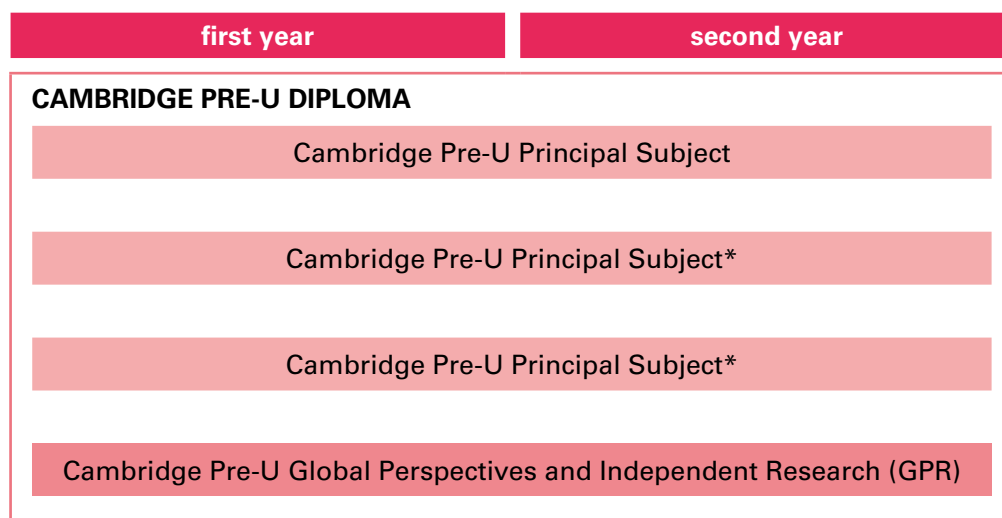 first year
second year
CAMBRIDGE PRE-U DIPLOMA
Cambridge Pre-U Principal Subject
Cambridge Pre-U Principal Subject*
Cambridge Pre-U Principal Subject*
Cambridge Pre-U Global Perspectives and Independent Research (GPR)